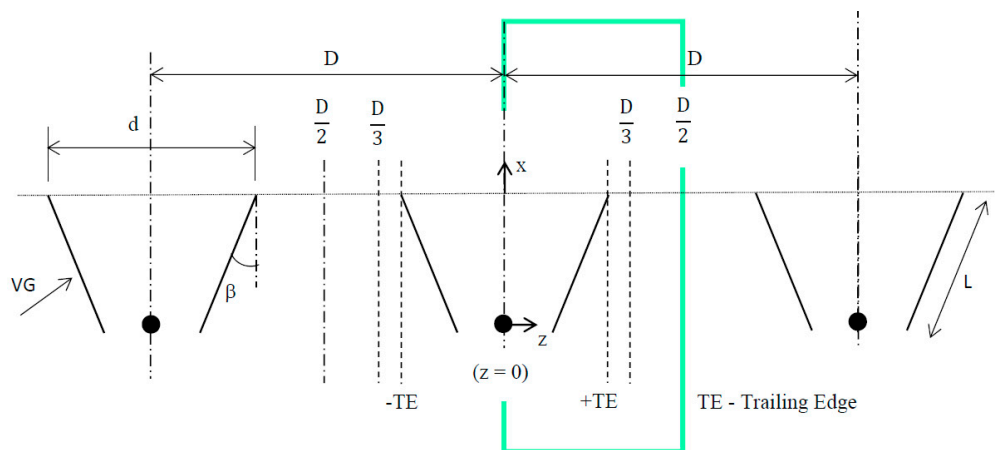 D
D
D
2
D
3
D
3
D
2
d
x
VG
β
L
z
(z = 0)
-TE
+TE
TE - Trailing Edge